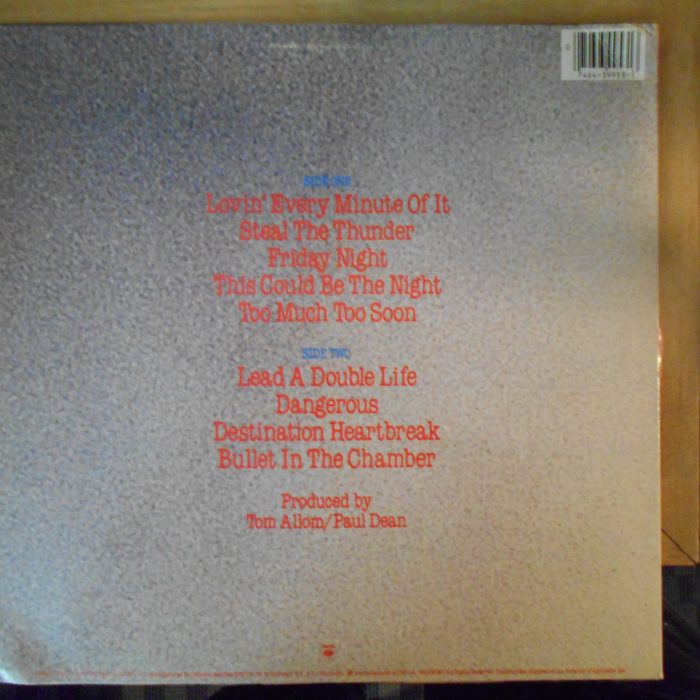 SIDE ONE
Lovin' Every Minute Of It
Steal The Thunder
Friday Night
This Could Be The Night
Too Much Too Soon
SIDE TWO
Lead A Double Life
Dangerous
Destination Heartbreak
Bullet In The Chamber
Produced by
Tom Allom/Paul Dean